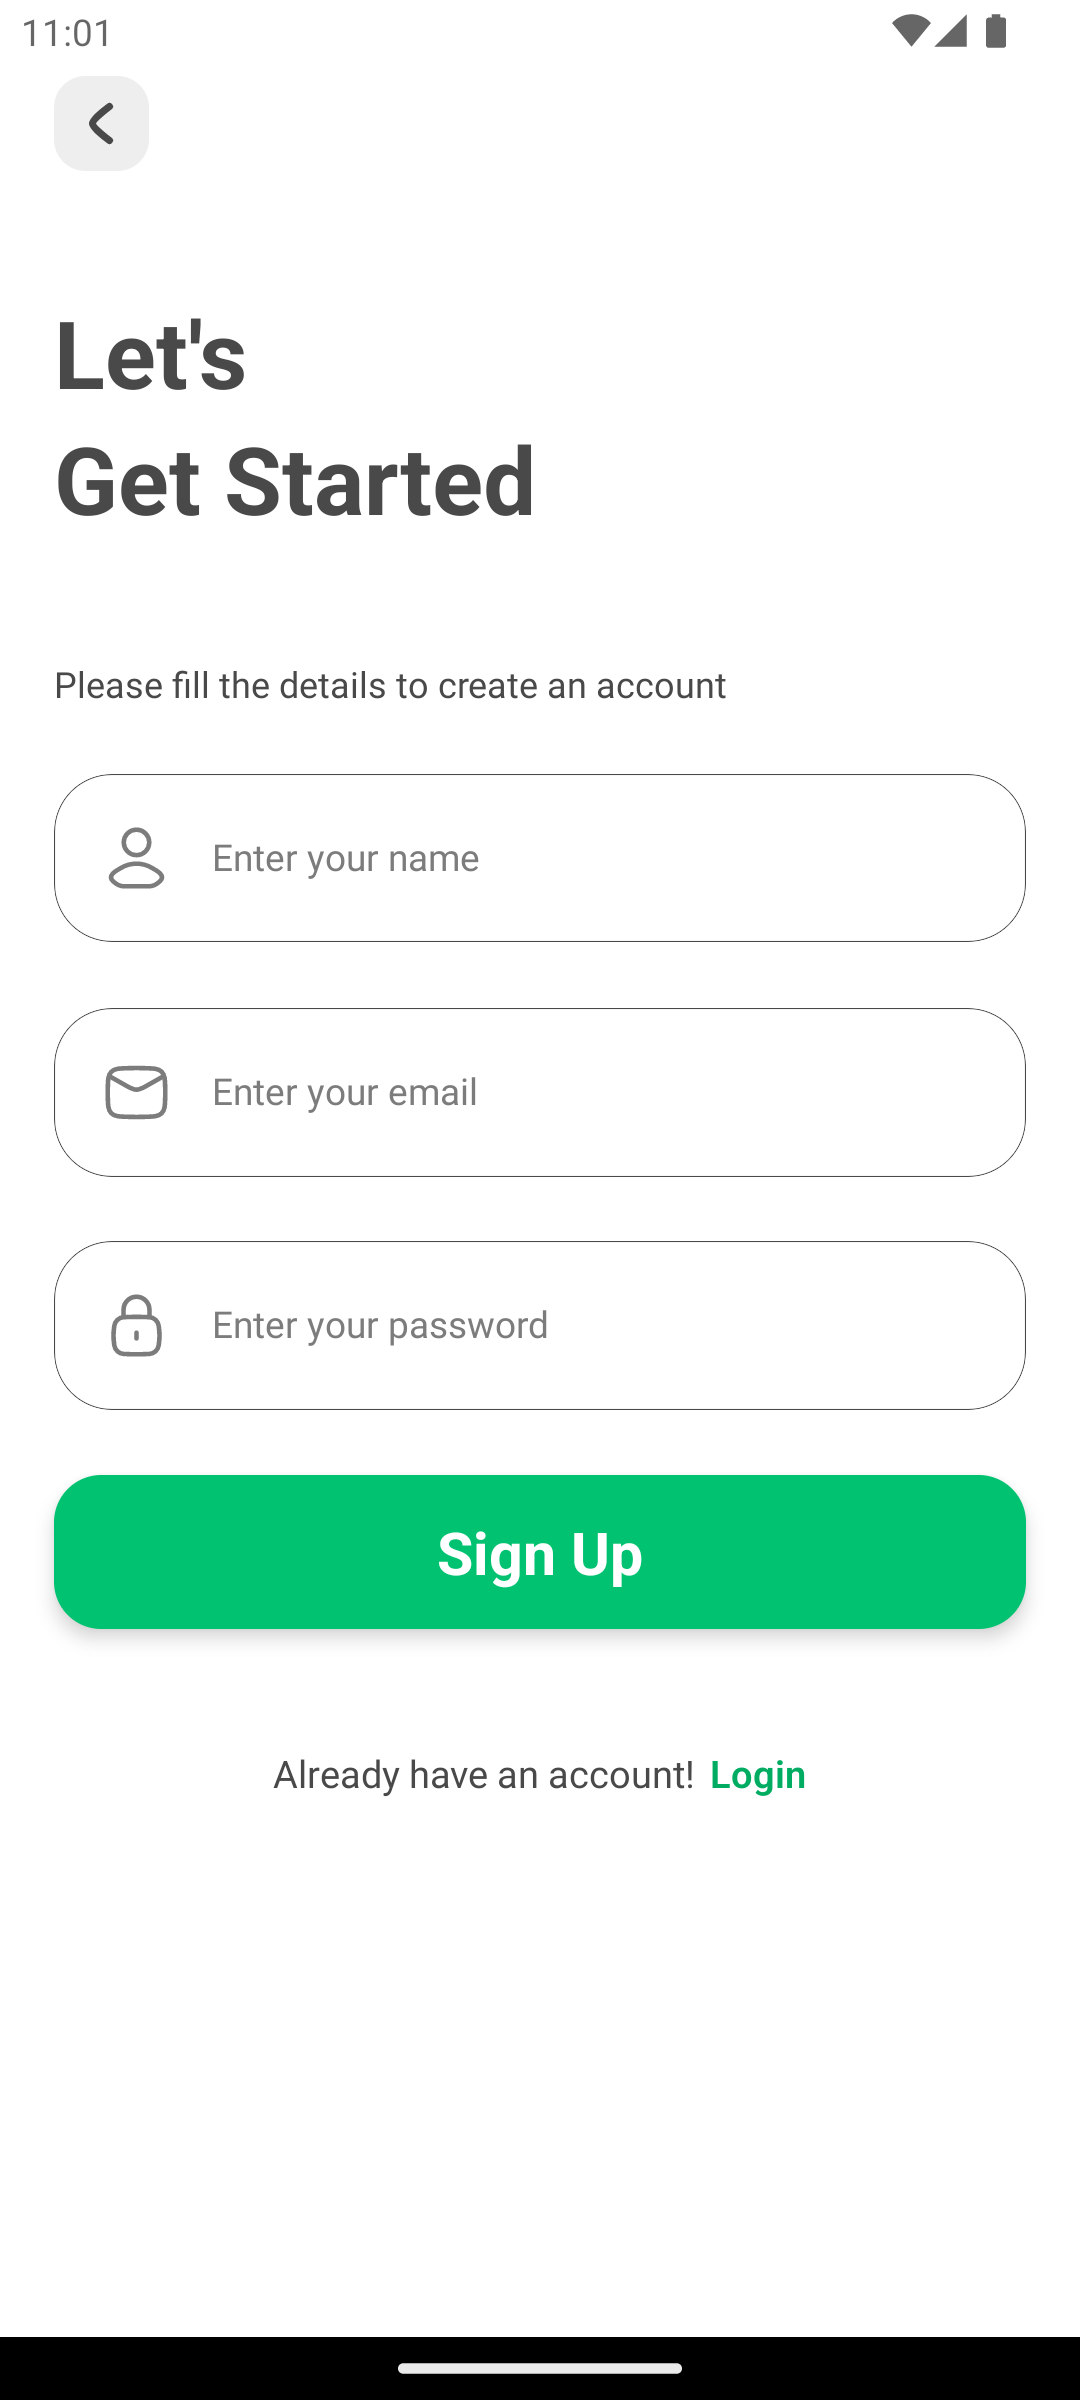 11:01
Let's
Get Started
Please fill the details to create an account
Enter your name
Enter your email
Enter your password
Sign Up
Already have an account! Login